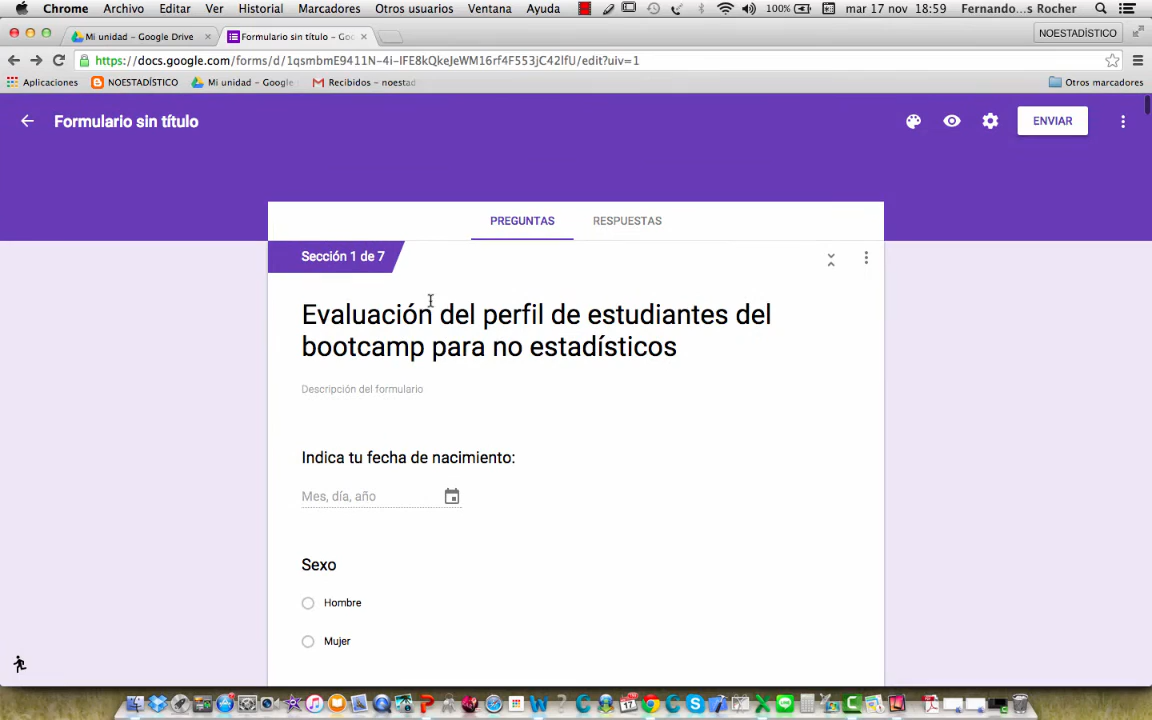 Chrome Archivo Editar Ver Historial Marcadores Otros usuarios Ventana Ayuda 100% mar 17 nov 18:59 Fernando...s Rocher
Mi unidad – Google Drive Formulario sin título – Goo NOESTADÍSTICO
https://docs.google.com/forms/d/1qsmbmE9411N-4i-IFE8kQkeJeWM16rf4F553jC42lfU/edit?uiv=1
Aplicaciones NOESTADÍSTICO Mi unidad - Google Recibidos – noestad Otros marcadores
Formulario sin título ENVIAR
PREGUNTAS RESPUESTAS
Sección 1 de 7
Evaluación del perfil de estudiantes del
bootcamp para no estadísticos
Descripción del formulario
Indica tu fecha de nacimiento:
Mes, día, año
Sexo
Hombre
Mujer